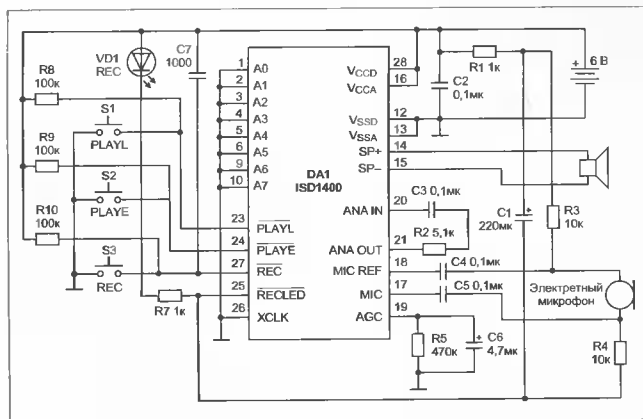 R8
100к
VD1
REC
C7
1000
S1
PLAYL
R9
100к
S2
PLAYE
R10
100к
S3
REC
R7 1к
1 A0
2 A1
3 A2
4 A3
5 A4
6 A5
9 A6
10 A7
23 PLAYL
24 PLAYE
27 REC
25 RECLED
26 XCLK
DA1
ISD1400
VCCD 28
VCCA 16
VSSD 12
VSSA 13
SP+ 14
SP– 15
ANA IN 20
ANA OUT 21
MIC REF 18
MIC 17
AGC 19
R1 1к
C2
0,1мк
+ 6 В
C3 0,1мк
R2 5,1к
C1
220мк
+
R3
10к
C4 0,1мк
C5 0,1мк
Электретный
микрофон
R5
470к
+
C6
4,7мк
R4
10к